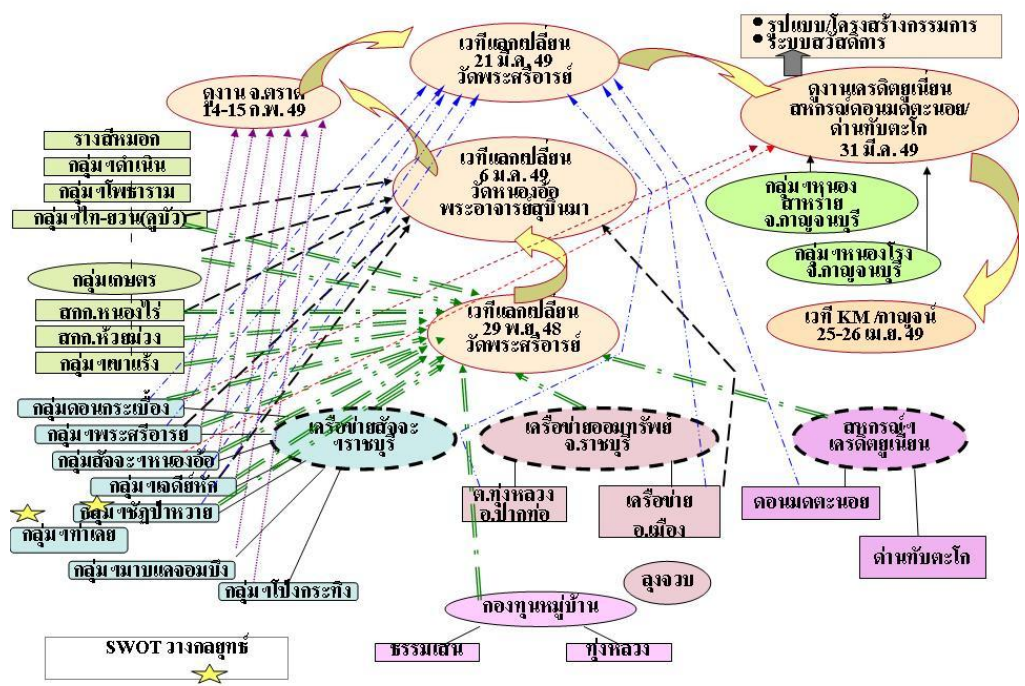 เวทีแลกเปลี่ยน
21 มี.ค. 49
วัดพระศรีอารย์
• รูปแบบ/โครงสร้างกรรมการ
• ระบบสวัสดิการ
ดูงาน จ.ตราด
14-15 ก.พ. 49
ดูงานเครดิตยูเนี่ยน
สหกรณ์ดอนมดตะนอย/
ด่านทับตะโก
31 มี.ค. 49
รางสีหมอก
กลุ่มฯดำเนิน
กลุ่มฯโพธาราม
กลุ่มฯไท-ยวน(คูบัว)
เวทีแลกเปลี่ยน
6 ม.ค. 49
วัดหนองอ้อ
พระอาจารย์สุบินมา
กลุ่มฯหนอง
สาหร่าย
จ.กาญจนบุรี
กลุ่มฯหนองโรง
จ.กาญจนบุรี
กลุ่มเกษตร
สกก.หนองไร่
สกก.ห้วยม่วง
กลุ่มฯเขาแร้ง
เวทีแลกเปลี่ยน
29 พ.ย. 48
วัดพระศรีอารย์
เวที KM /กาญจน์
25-26 เม.ย. 49
กลุ่มดอนกระเบื้อง
กลุ่มฯพระศรีอารย
กลุ่มสัจจะฯหนองอ้อ
กลุ่มฯเจดีย์หัก
กลุ่มฯชัฏป่าหวาย
กลุ่มฯท่าเคย
กลุ่มฯมาบแคจอมบึง
กลุ่มฯโป่งกระทิง
เครือข่ายสัจจะ
ฯราชบุรี
เครือข่ายออมทรัพย์
จ.ราชบุรี
สหกรณ์ฯ
เครดิตยูเนี่ยน
ต.ทุ่งหลวง
อ.ปากท่อ
เครือข่าย
อ.เมือง
ดอนมดตะนอย
ด่านทับตะโก
ลุงจวบ
กองทุนหมู่บ้าน
ธรรมเสน
ทุ่งหลวง
SWOT วางกลยุทธ์